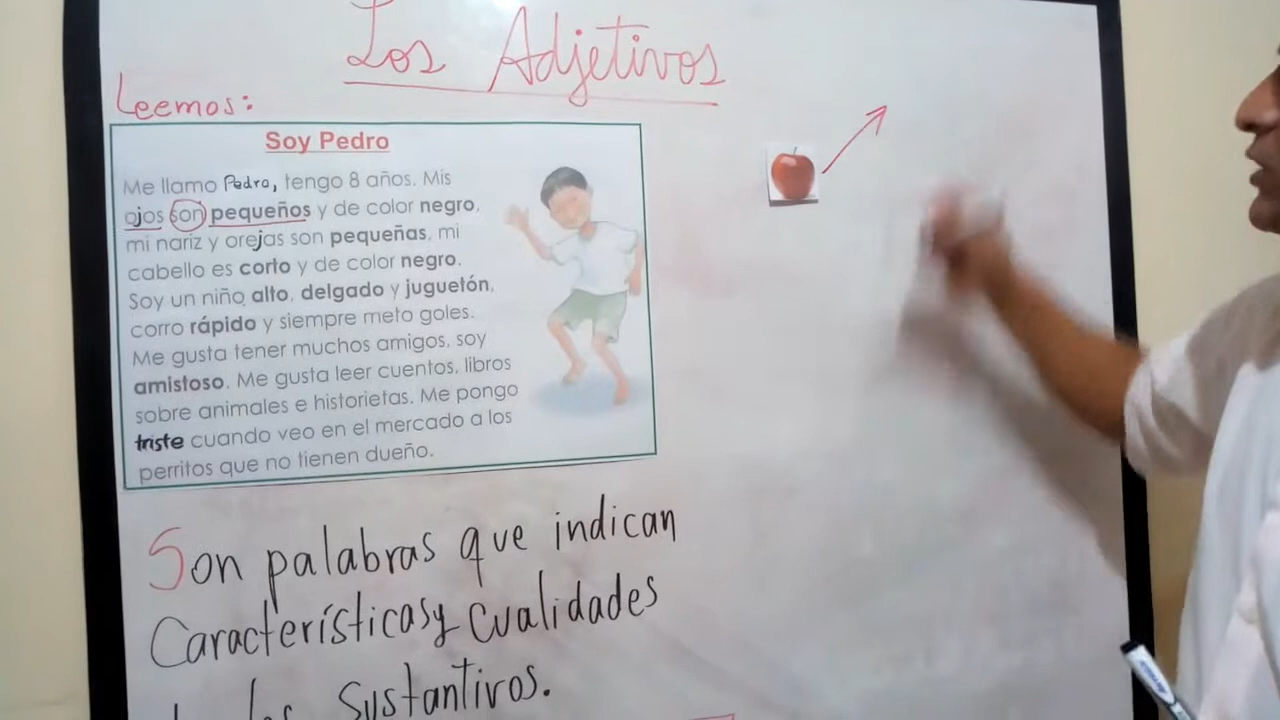 Los Adjetivos
Leemos:
Soy Pedro
Me llamo Pedro, tengo 8 años. Mis
ojos son pequeños y de color negro,
mi nariz y orejas son pequeñas, mi
cabello es corto y de color negro.
Soy un niño alto, delgado y juguetón,
corro rápido y siempre meto goles.
Me gusta tener muchos amigos, soy
amistoso. Me gusta leer cuentos, libros
sobre animales e historietas. Me pongo
triste cuando veo en el mercado a los
perritos que no tienen dueño.
Son palabras que indican
Característicasy cualidades
los sustantivos.